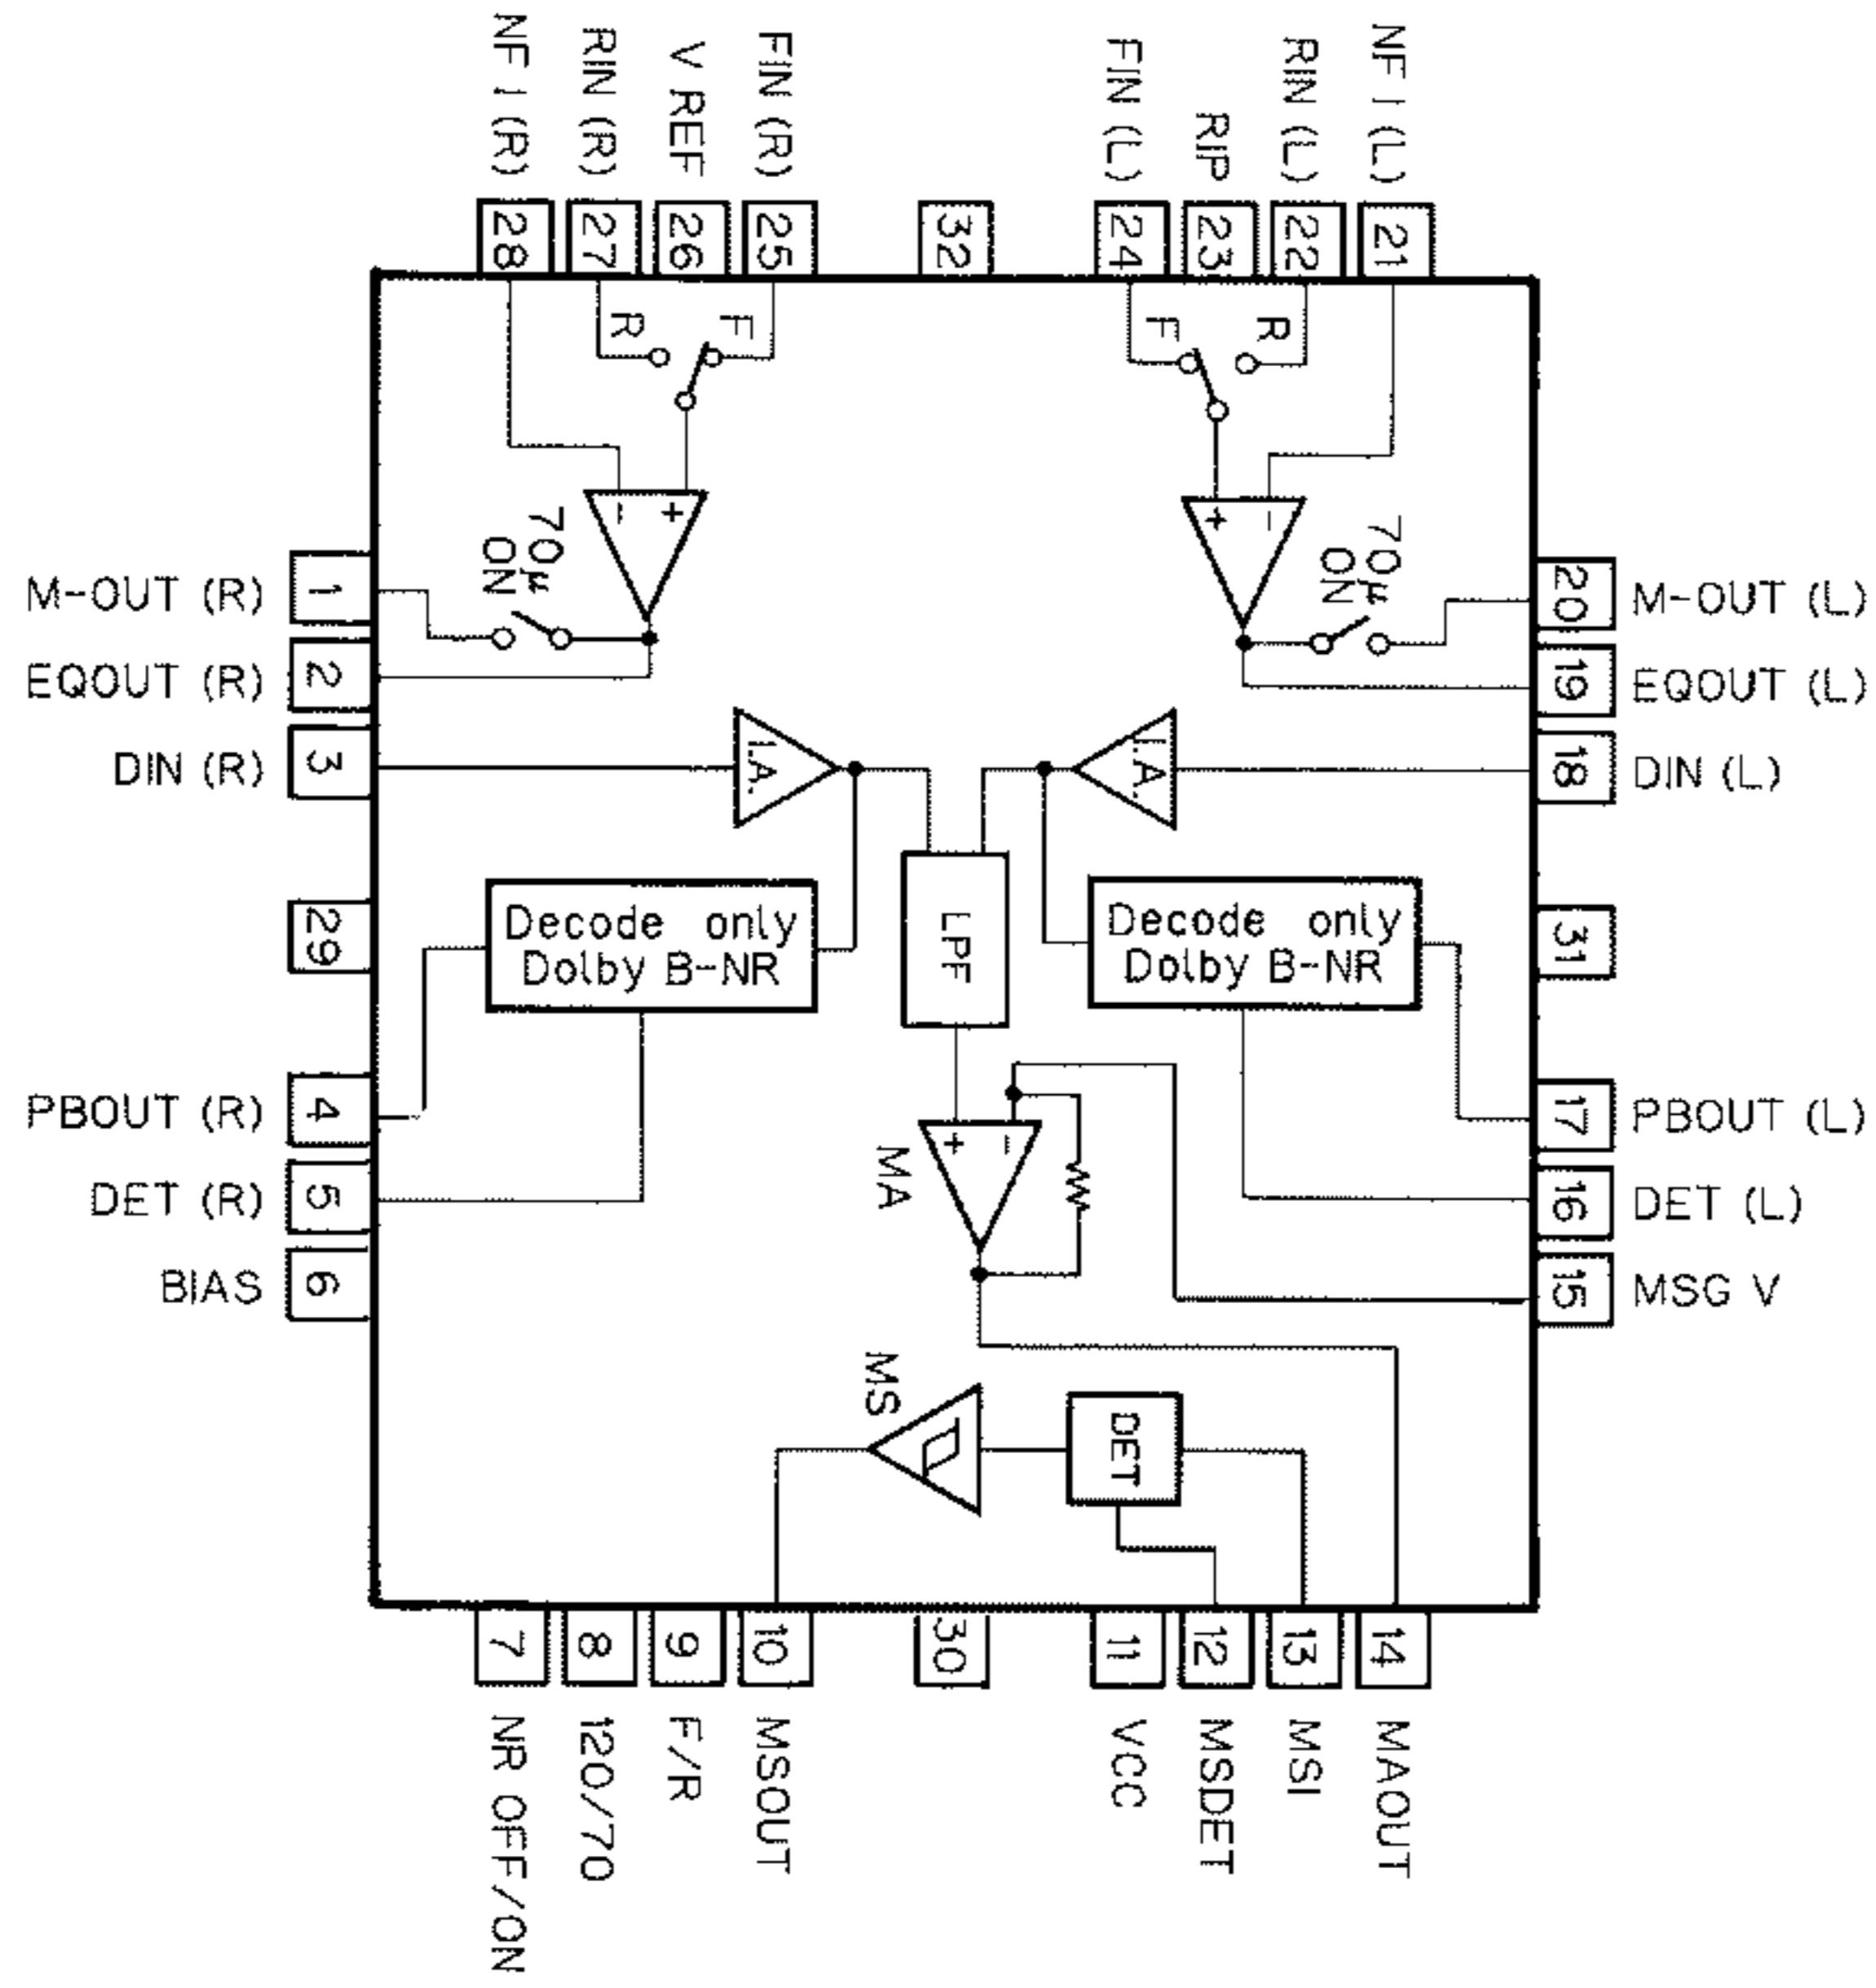 NF I (R)
RIN (R)
V REF
FIN (R)
FIN (L)
RIP
RIN (L)
NF I (L)
28
27
26
25
32
24
23
22
21
R
F
F
R
-
+
+
-
70μ
ON
70μ
ON
M-OUT (R)
1
20
M-OUT (L)
EQOUT (R)
2
19
EQOUT (L)
DIN (R)
3
I.A.
I.A.
18
DIN (L)
29
Decode only
Dolby B-NR
LPF
Decode only
Dolby B-NR
31
PBOUT (R)
4
MA
+
-
17
PBOUT (L)
DET (R)
5
16
DET (L)
BIAS
6
15
MSG V
MS
DET
7
8
9
10
30
11
12
13
14
NR OFF/ON
120/70
F/R
MSOUT
VCC
MSDET
MSI
MAOUT